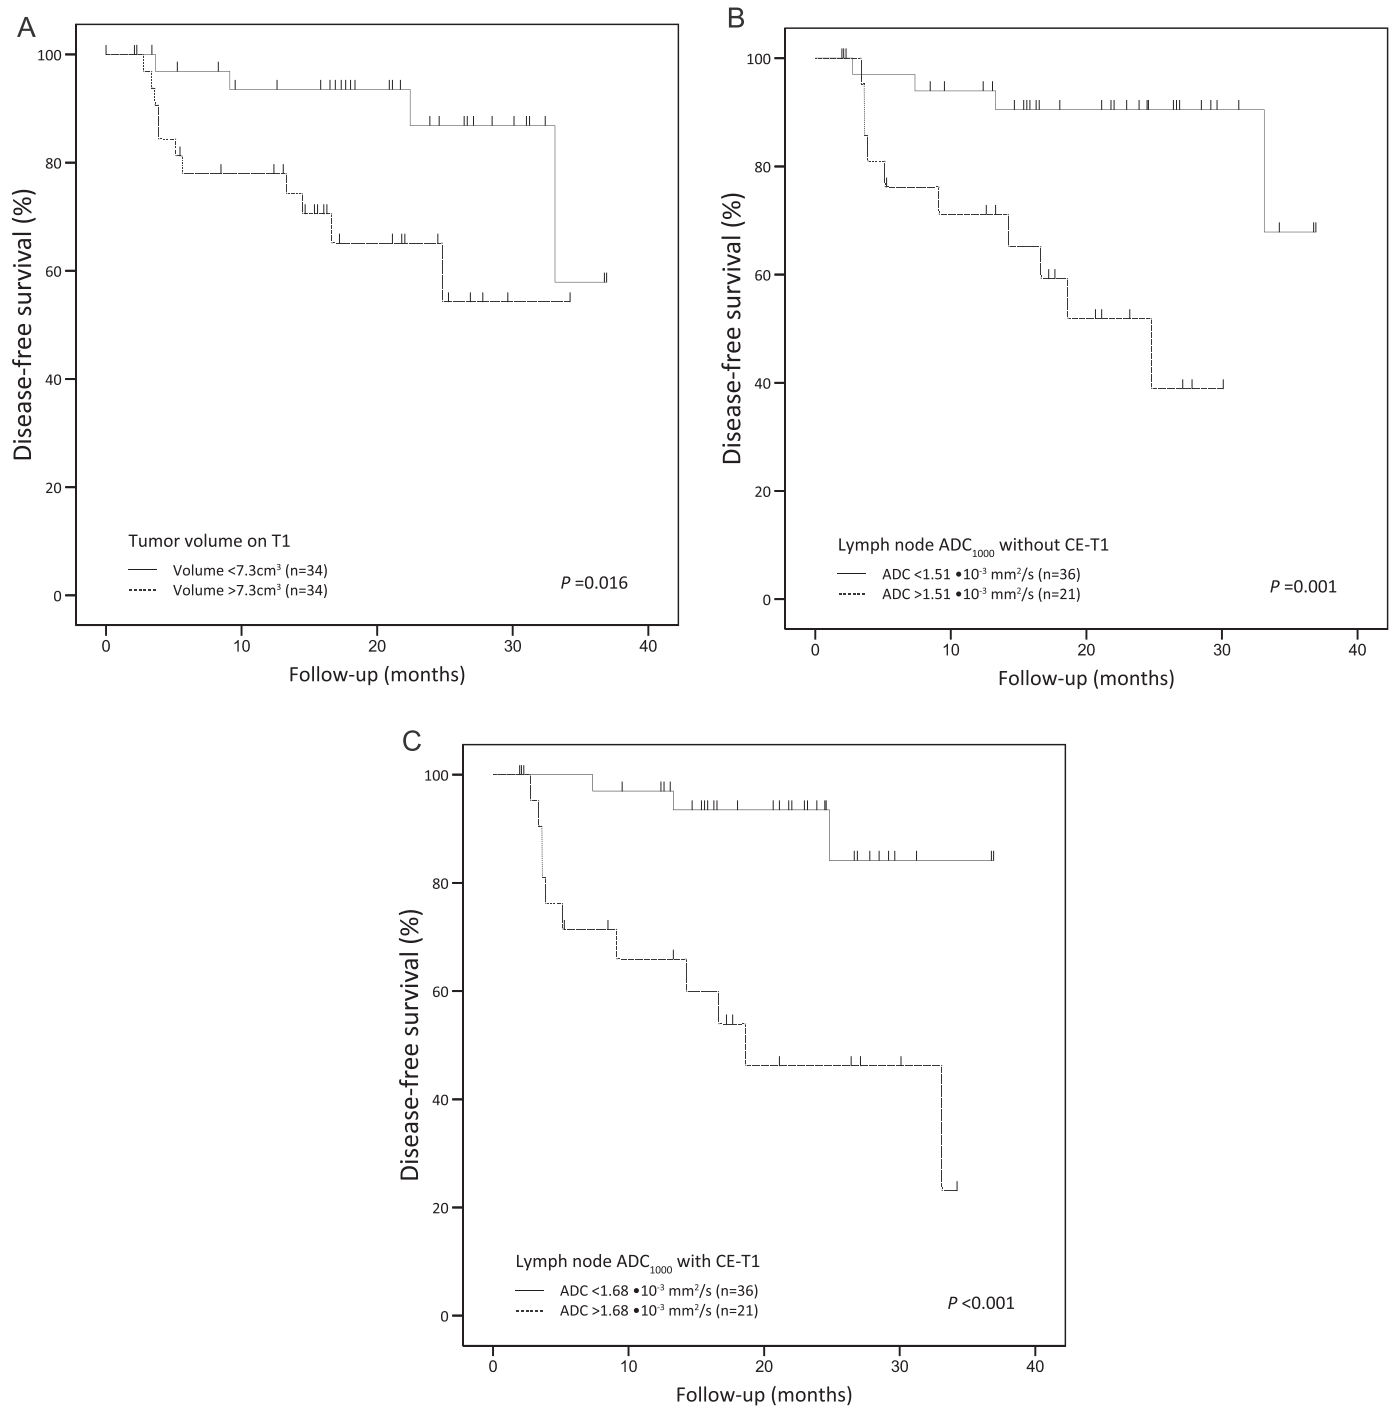 A
100
80
60
40
20
0
Disease-free survival (%)
Tumor volume on T1
Volume <7.3cm³ (n=34)
Volume >7.3cm³ (n=34)
P =0.016
0 10 20 30 40
Follow-up (months)
B
100
80
60
40
20
0
Disease-free survival (%)
Lymph node ADC₁₀₀₀ without CE-T1
ADC <1.51 •10⁻³ mm²/s (n=36)
ADC >1.51 •10⁻³ mm²/s (n=21)
P =0.001
0 10 20 30 40
Follow-up (months)
C
100
80
60
40
20
0
Disease-free survival (%)
Lymph node ADC₁₀₀₀ with CE-T1
ADC <1.68 •10⁻³ mm²/s (n=36)
ADC >1.68 •10⁻³ mm²/s (n=21)
P <0.001
0 10 20 30 40
Follow-up (months)